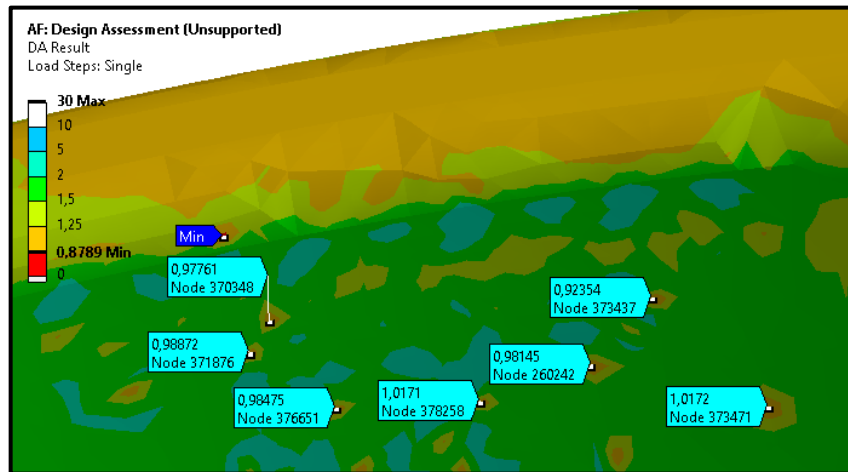 AF: Design Assessment (Unsupported)
DA Result
Load Steps: Single
30 Max
10
5
2
1,5
1,25
0,8789 Min
0
Min
0,97761
Node 370348
0,92354
Node 373437
0,98872
Node 371876
0,98145
Node 260242
0,98475
Node 376651
1,0171
Node 378258
1,0172
Node 373471